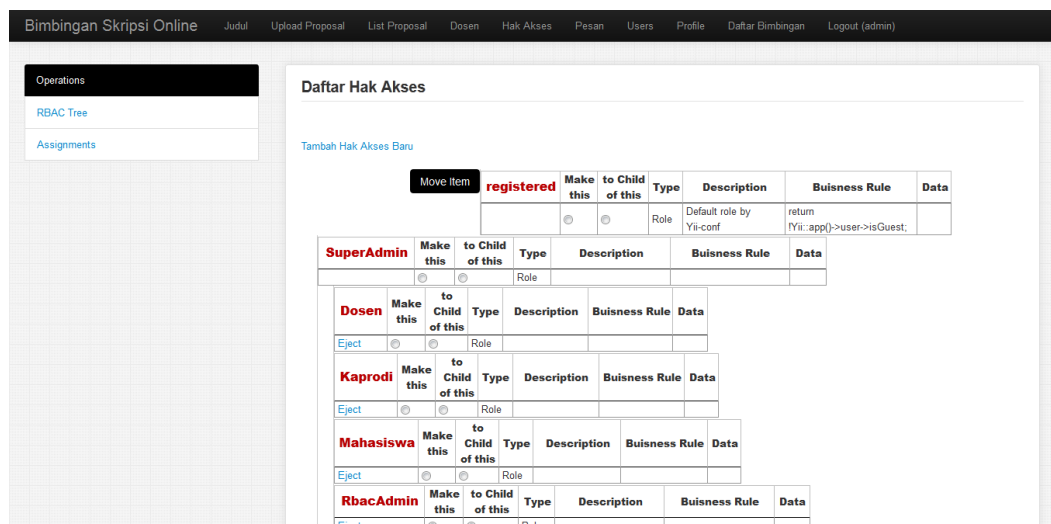 Bimbingan Skripsi Online Judul Upload Proposal List Proposal Dosen Hak Akses Pesan Users Profile Daftar Bimbingan Logout (admin)
Operations
RBAC Tree
Assignments
Daftar Hak Akses
Tambah Hak Akses Baru
Move Item
registered Make this to Child of this Type Description Buisness Rule Data
Role Default role by Yii-conf return !Yii::app()->user->isGuest;
SuperAdmin Make this to Child of this Type Description Buisness Rule Data
Role
Dosen Make this to Child of this Type Description Buisness Rule Data
Eject Role
Kaprodi Make this to Child of this Type Description Buisness Rule Data
Eject Role
Mahasiswa Make this to Child of this Type Description Buisness Rule Data
Eject Role
RbacAdmin Make this to Child of this Type Description Buisness Rule Data